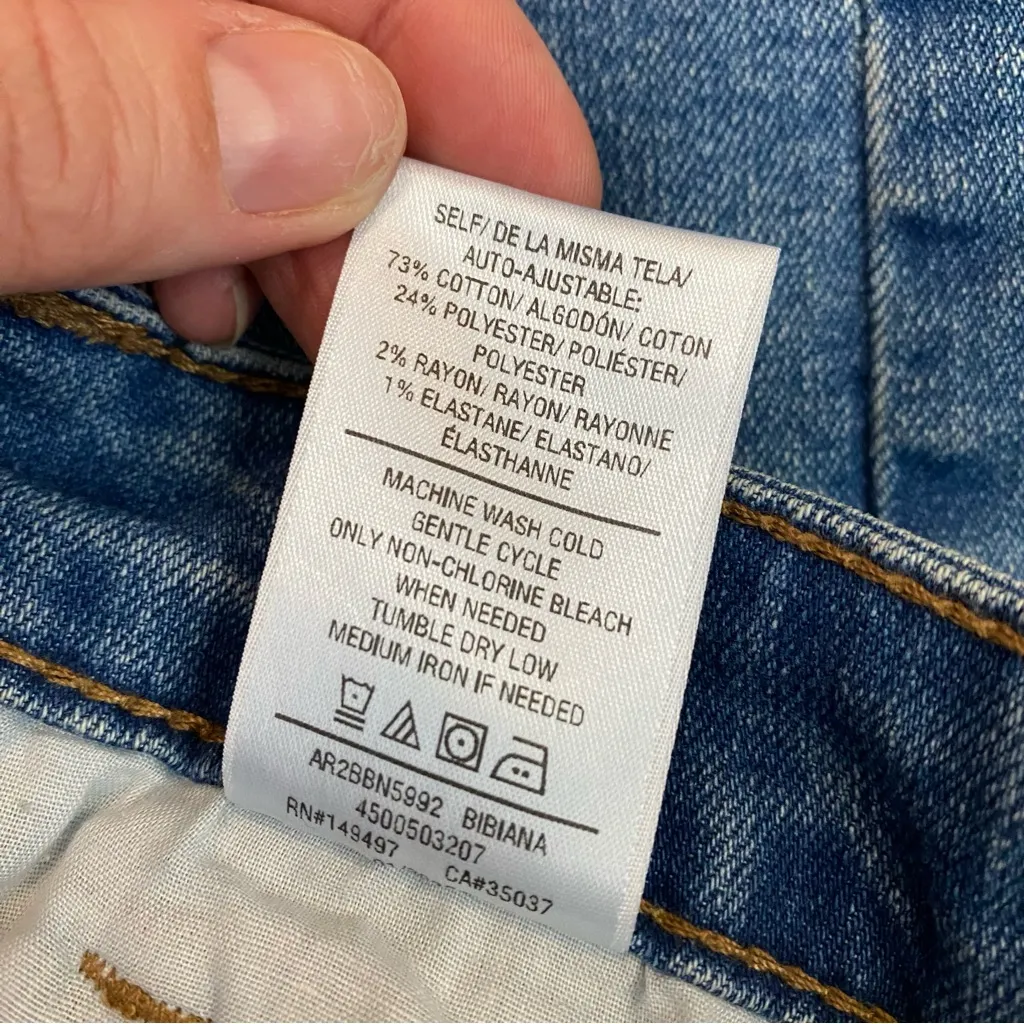 SELF/ DE LA MISMA TELA/
AUTO-AJUSTABLE:
73% COTTON/ ALGODÓN/ COTON
24% POLYESTER/ POLIÉSTER/
POLYESTER
2% RAYON/ RAYON/ RAYONNE
1% ELASTANE/ ELASTANO/
ÉLASTHANNE
MACHINE WASH COLD
GENTLE CYCLE
ONLY NON-CHLORINE BLEACH
WHEN NEEDED
TUMBLE DRY LOW
MEDIUM IRON IF NEEDED
AR2BBN5992 BIBIANA
4500503207
RN#149497 CA#35037